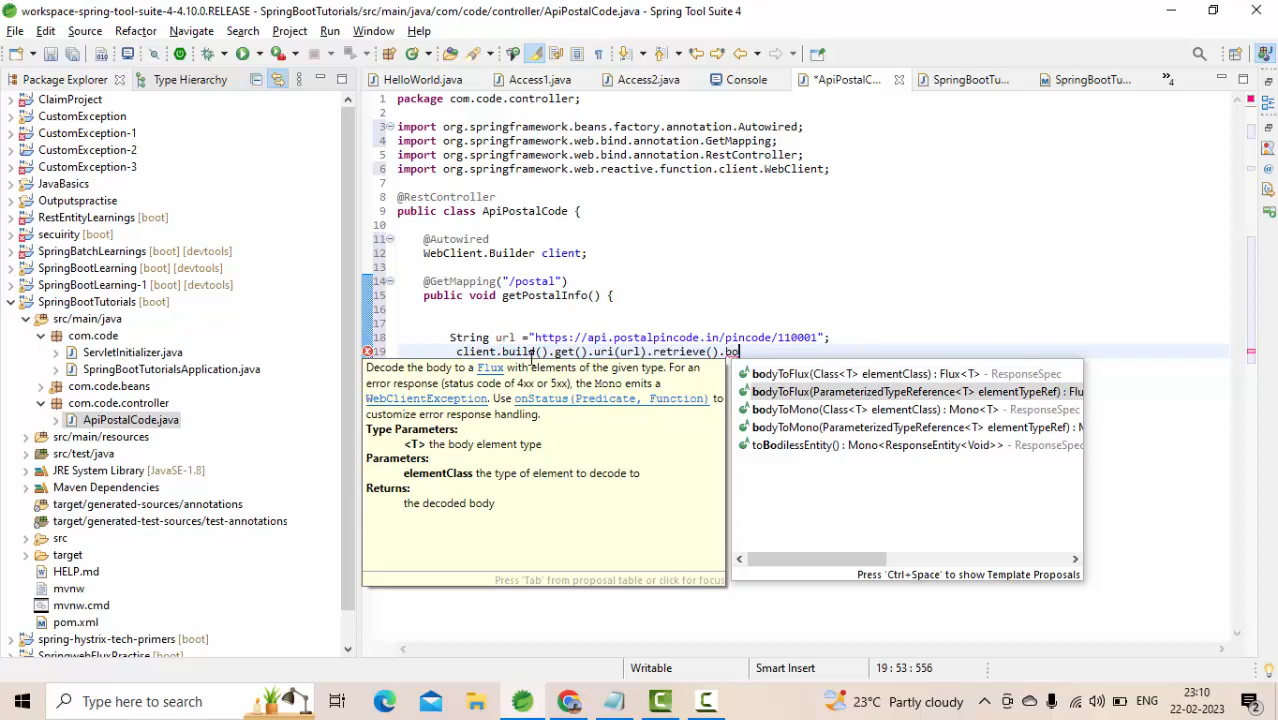 workspace-spring-tool-suite-4-4.10.0.RELEASE - SpringBootTutorials/src/main/java/com/code/controller/ApiPostalCode.java - Spring Tool Suite 4
File Edit Source Refactor Navigate Search Project Run Window Help
Package Explorer Type Hierarchy
HelloWorld.java Access1.java Access2.java Console *ApiPostalC... SpringBootTu... SpringBootTu... »4
ClaimProject
CustomException
CustomException-1
CustomException-2
CustomException-3
JavaBasics
Outputspractise
RestEntityLearnings [boot]
secuirity [boot]
SpringBatchLearnings [boot] [devtools]
SpringBootLearning [boot] [devtools]
SpringBootLearning-1 [boot] [devtools]
SpringBootTutorials [boot]
src/main/java
com.code
ServletInitializer.java
SpringBootTutorialsApplication.java
com.code.beans
com.code.controller
ApiPostalCode.java
src/main/resources
src/test/java
JRE System Library [JavaSE-1.8]
Maven Dependencies
target/generated-sources/annotations
target/generated-test-sources/test-annotations
src
target
HELP.md
mvnw
mvnw.cmd
pom.xml
spring-hystrix-tech-primers [boot]
SpringwebFluxPractise [boot]
1 package com.code.controller;
2
3 import org.springframework.beans.factory.annotation.Autowired;
4 import org.springframework.web.bind.annotation.GetMapping;
5 import org.springframework.web.bind.annotation.RestController;
6 import org.springframework.web.reactive.function.client.WebClient;
8 @RestController
9 public class ApiPostalCode {
10
11 @Autowired
12 WebClient.Builder client;
13
14 @GetMapping("/postal")
15 public void getPostalInfo() {
16
17
18 String url ="https://api.postalpincode.in/pincode/110001";
19 client.build().get().uri(url).retrieve().bo
Decode the body to a Flux with elements of the given type. For an
error response (status code of 4xx or 5xx), the Mono emits a
WebClientException. Use onStatus(Predicate, Function) to
customize error response handling.
Type Parameters:
<T> the body element type
Parameters:
elementClass the type of element to decode to
Returns:
the decoded body
Press 'Tab' from proposal table or click for focus
bodyToFlux(Class<T> elementClass) : Flux<T> - ResponseSpec
bodyToFlux(ParameterizedTypeReference<T> elementTypeRef) : Flu
bodyToMono(Class<T> elementClass) : Mono<T> - ResponseSpec
bodyToMono(ParameterizedTypeReference<T> elementTypeRef) : M
toBodilessEntity() : Mono<ResponseEntity<Void>> - ResponseSpec
Press 'Ctrl+Space' to show Template Proposals
Writable Smart Insert 19 : 53 : 556
Type here to search
23°C Partly cloudy
ENG
23:10
22-02-2023
2